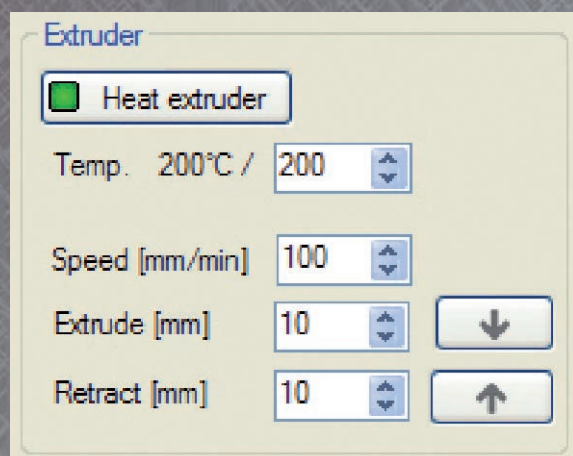 Extruder
Heat extruder
Temp. 200°C / 200
Speed [mm/min] 100
Extrude [mm] 10
Retract [mm] 10